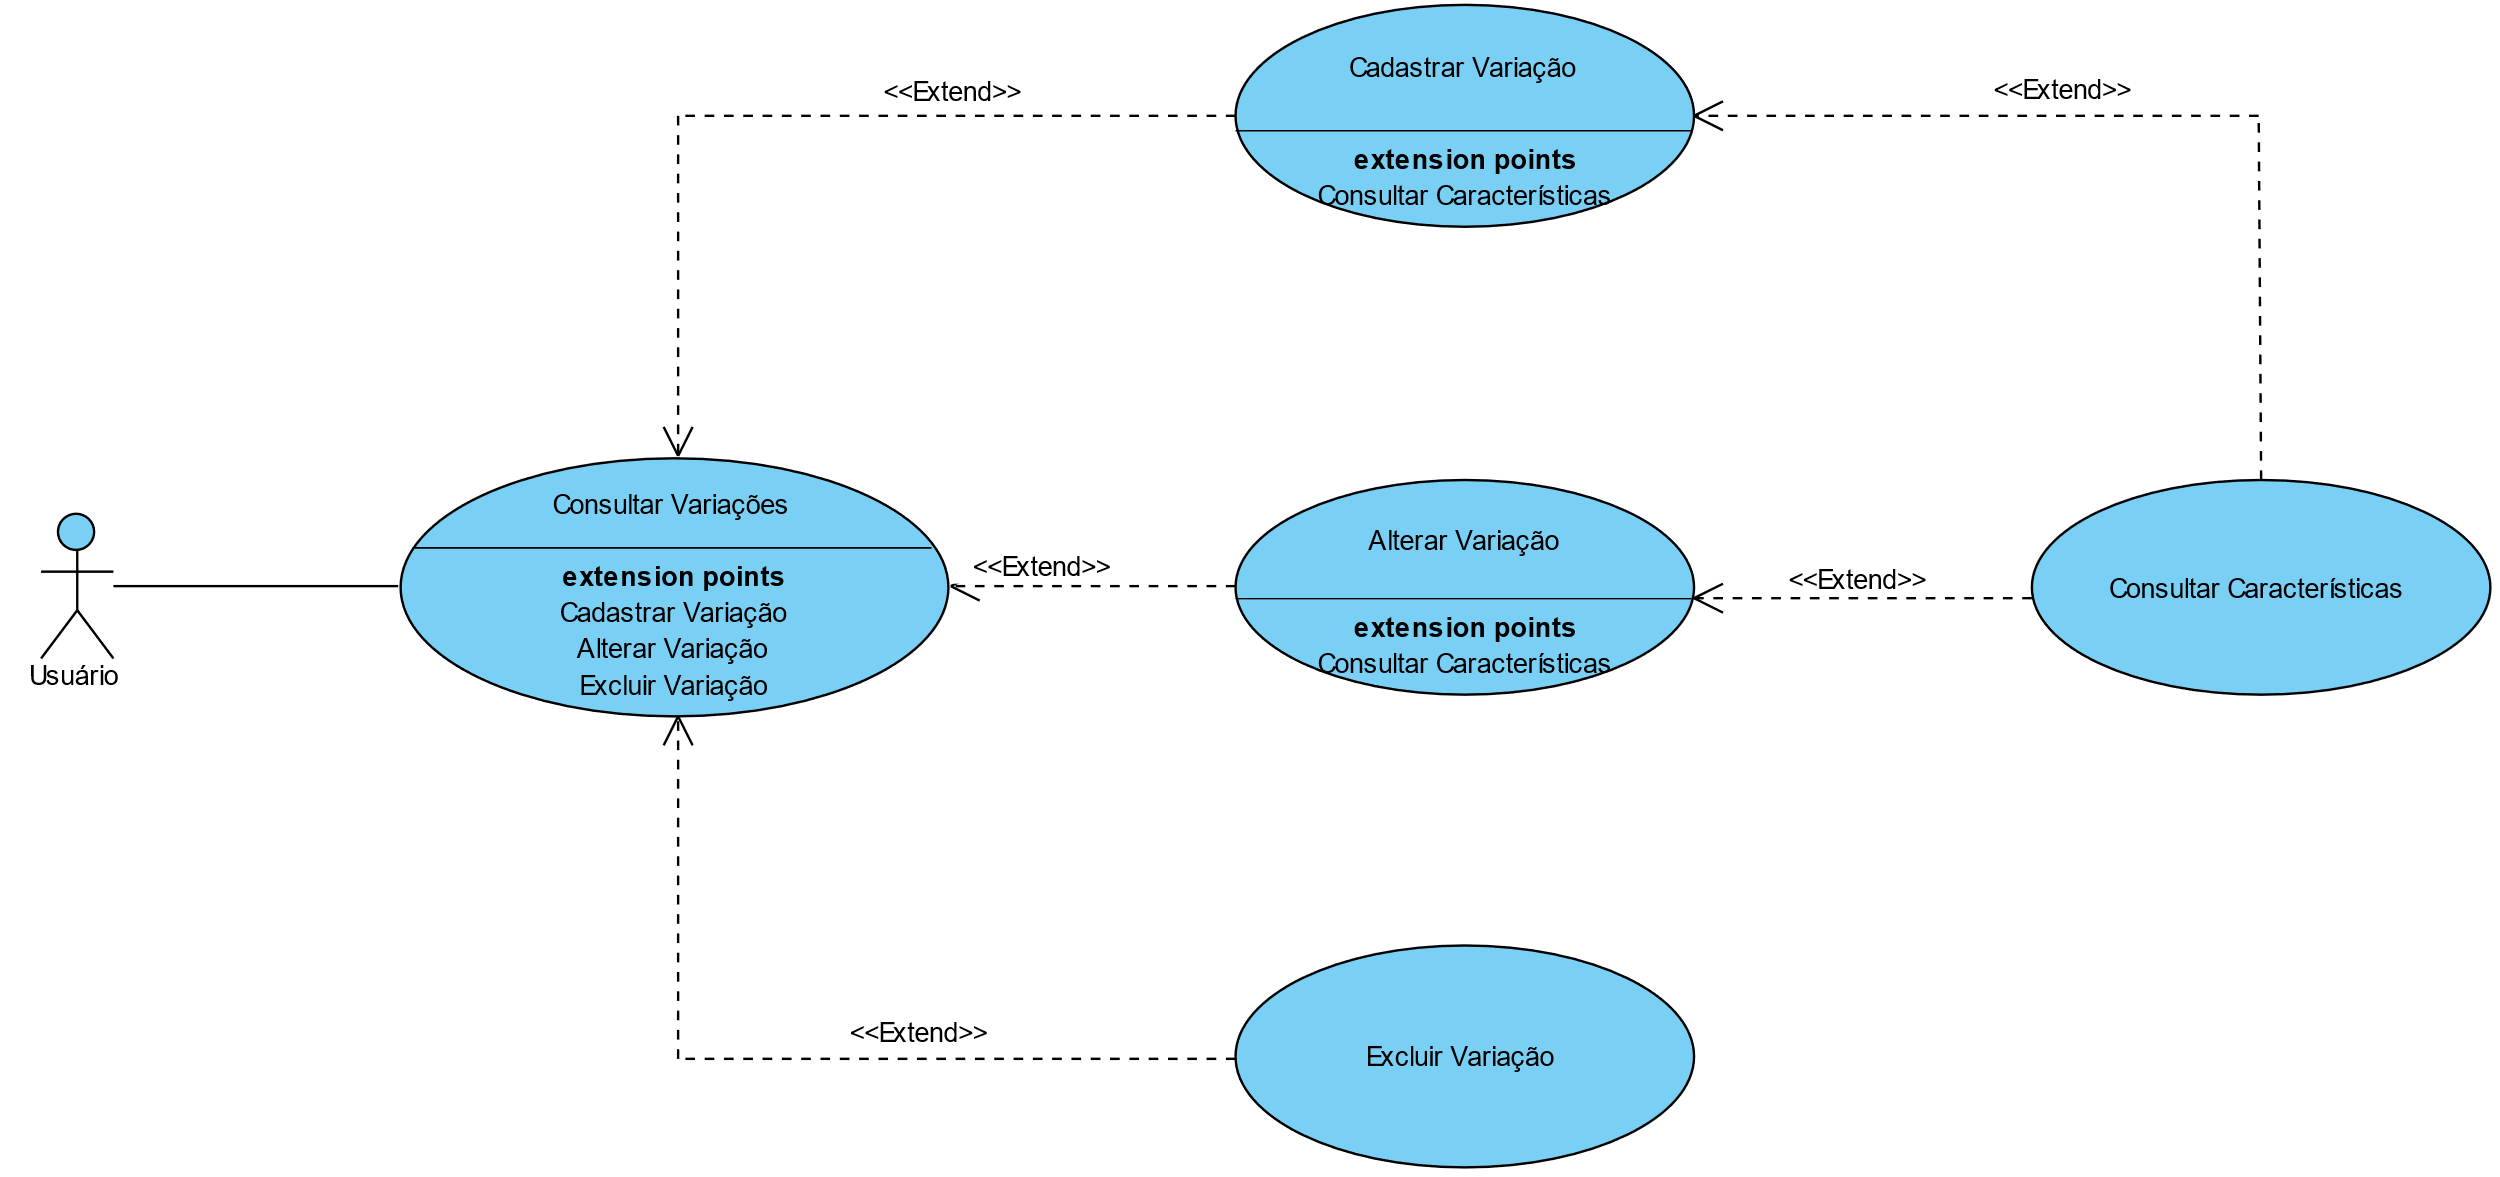 Cadastrar Variação
<<Extend>>
<<Extend>>
extension points
Consultar Características
Consultar Variações
Alterar Variação
<<Extend>>
<<Extend>>
extension points
Consultar Características
Cadastrar Variação
extension points
Alterar Variação
Consultar Características
Usuário
Excluir Variação
<<Extend>>
Excluir Variação